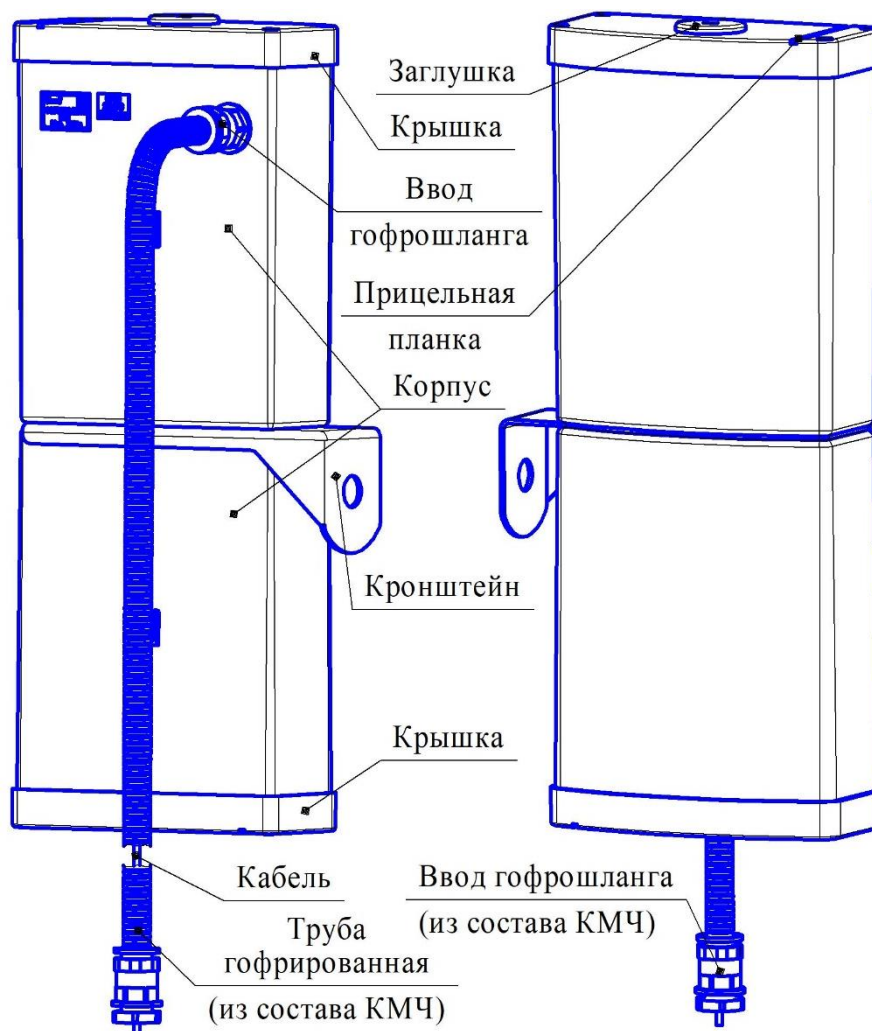 Заглушка
Крышка
Ввод
гофрошланга
Прицельная
планка
Корпус
Кронштейн
Крышка
Кабель
Труба
гофрированная
(из состава КМЧ)
Ввод гофрошланга
(из состава КМЧ)